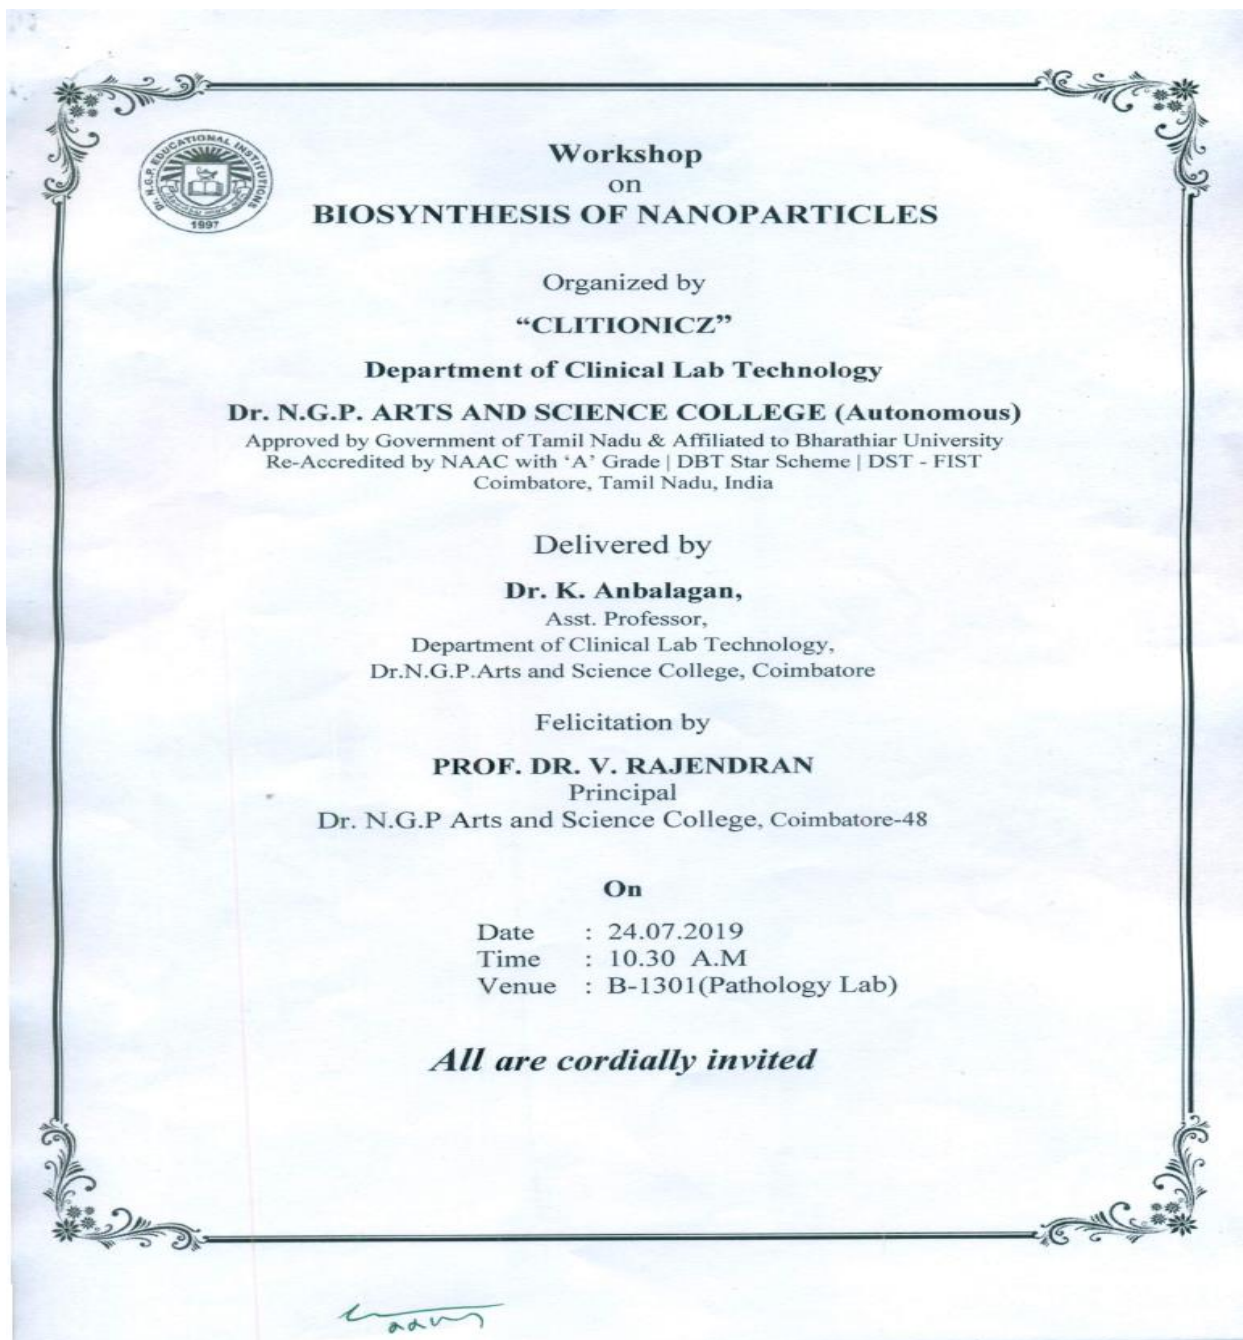 Dr. N.G.P. EDUCATIONAL INSTITUTIONS
1997
Workshop
on
BIOSYNTHESIS OF NANOPARTICLES
Organized by
“CLITIONICZ”
Department of Clinical Lab Technology
Dr. N.G.P. ARTS AND SCIENCE COLLEGE (Autonomous)
Approved by Government of Tamil Nadu & Affiliated to Bharathiar University
Re-Accredited by NAAC with ‘A’ Grade | DBT Star Scheme | DST - FIST
Coimbatore, Tamil Nadu, India
Delivered by
Dr. K. Anbalagan,
Asst. Professor,
Department of Clinical Lab Technology,
Dr.N.G.P.Arts and Science College, Coimbatore
Felicitation by
PROF. DR. V. RAJENDRAN
Principal
Dr. N.G.P Arts and Science College, Coimbatore-48
On
Date : 24.07.2019
Time : 10.30 A.M
Venue : B-1301(Pathology Lab)
All are cordially invited